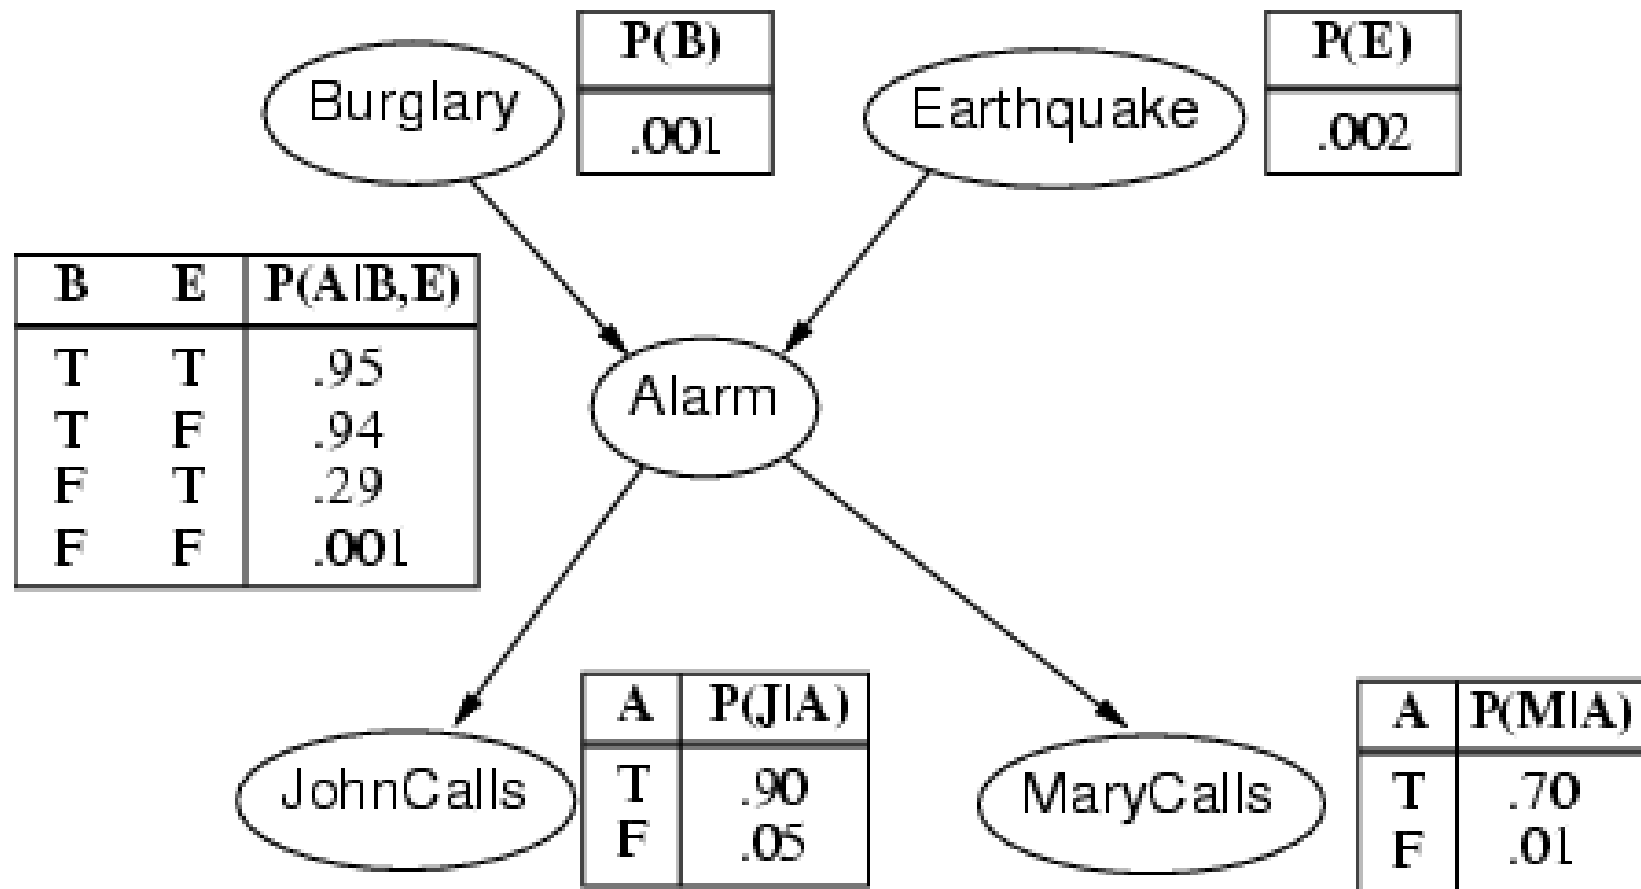 Burglary
P(B)
.001
Earthquake
P(E)
.002
B E P(A|B,E)
T T .95
T F .94
F T .29
F F .001
Alarm
JohnCalls
A P(J|A)
T .90
F .05
MaryCalls
A P(M|A)
T .70
F .01